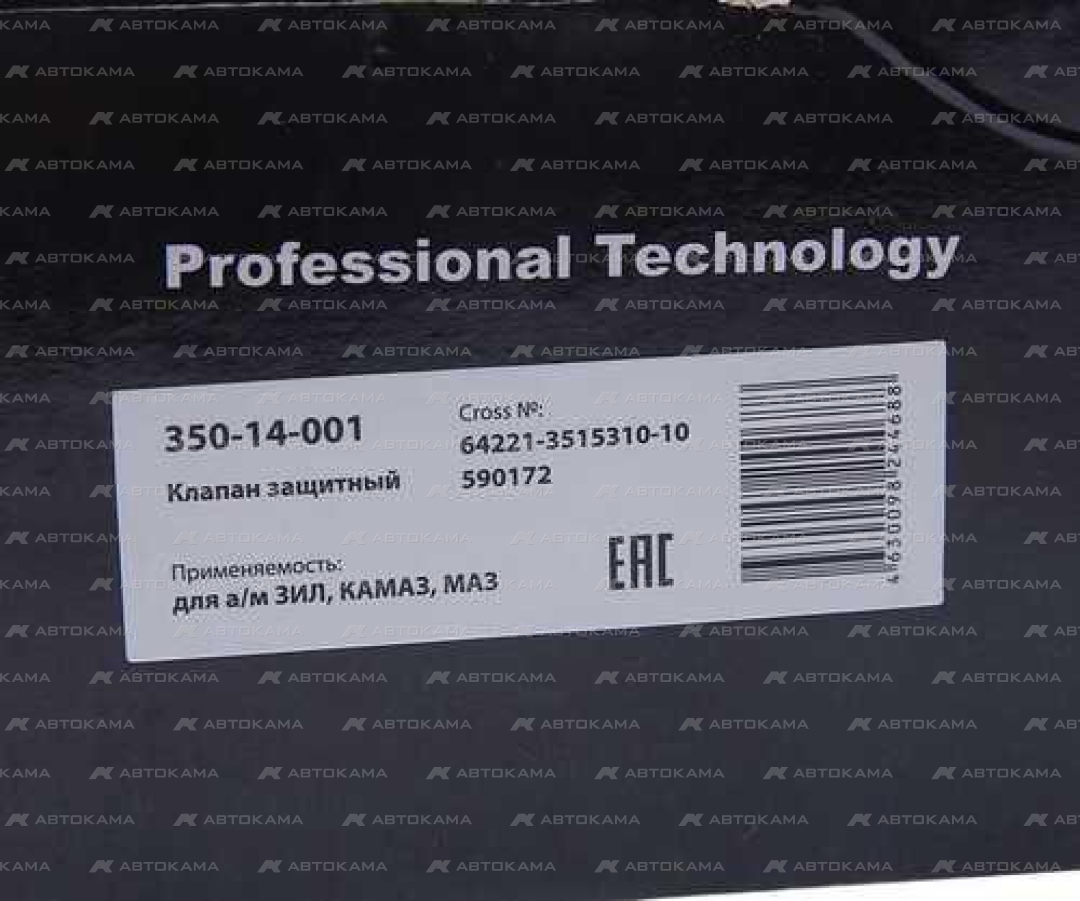 Professional Technology
350-14-001
Клапан защитный
Cross №:
64221-3515310-10
590172
Применяемость:
для а/м ЗИЛ, КАМАЗ, МАЗ
EAC
4630098244688
АВТОКАМА